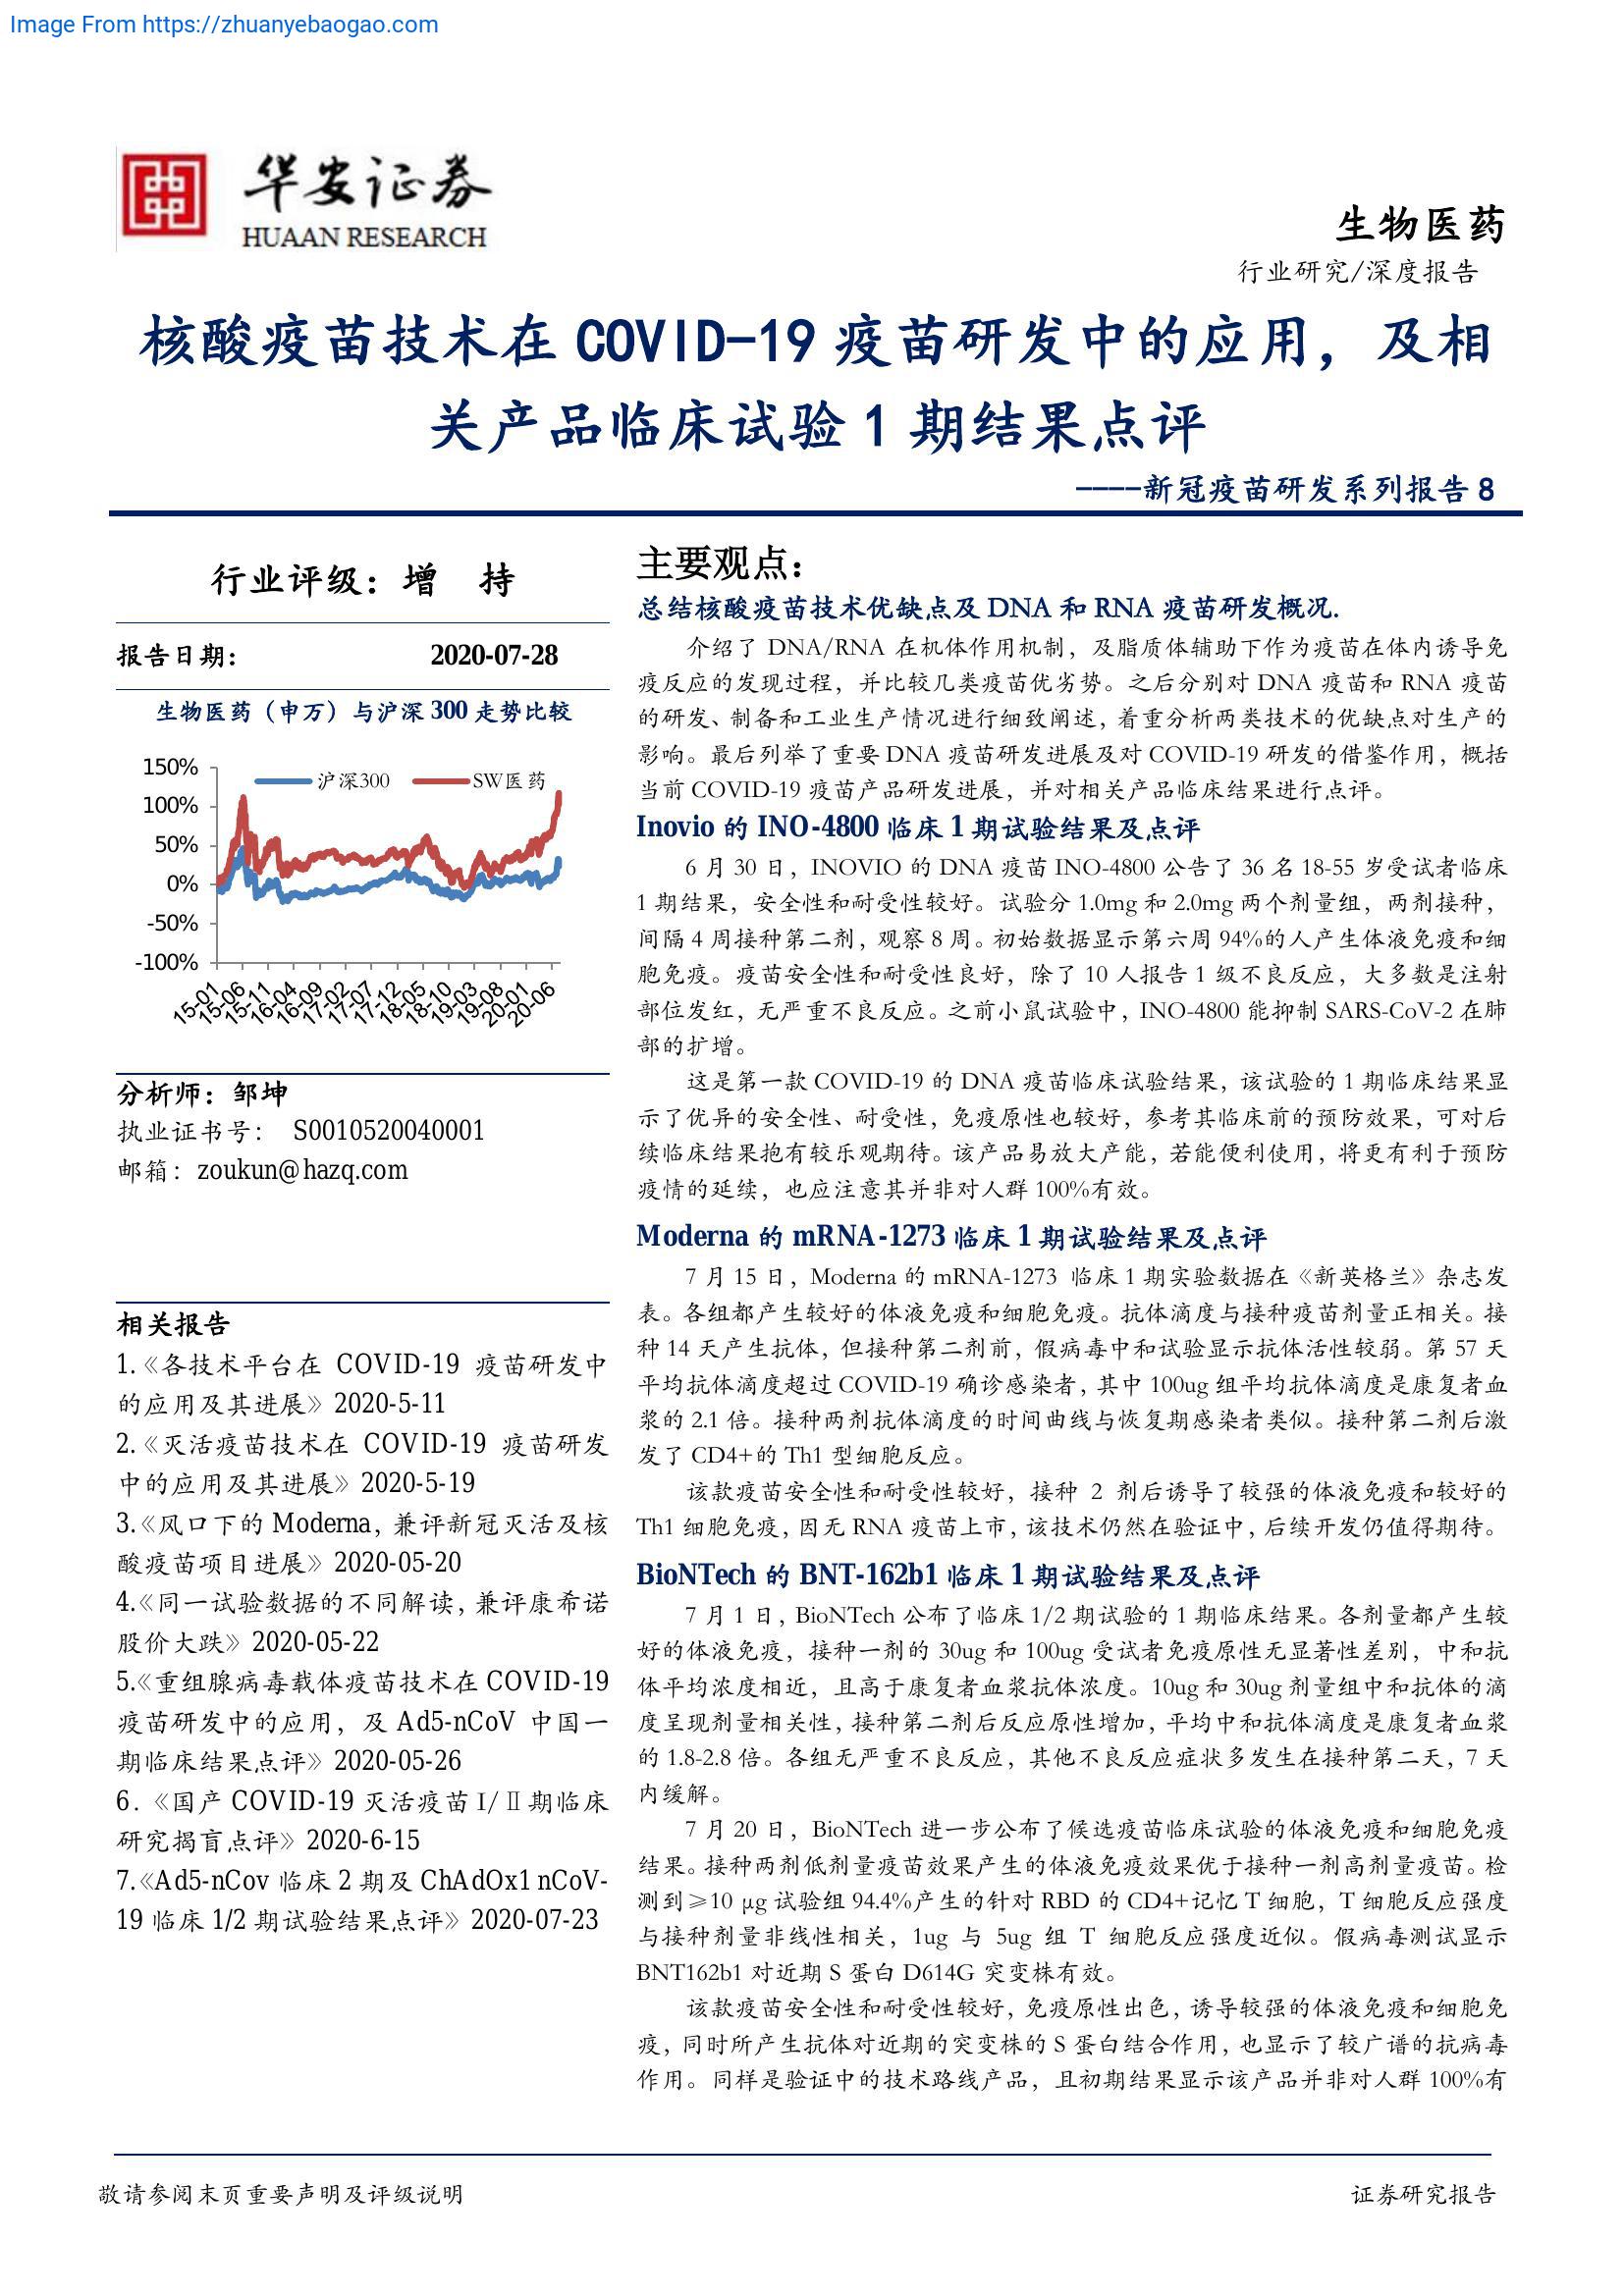 Image From https://zhuanyebaogao.com
华安证券
HUAAN RESEARCH
生物医药
行业研究/深度报告
核酸疫苗技术在 COVID-19 疫苗研发中的应用，及相
关产品临床试验 1 期结果点评
----新冠疫苗研发系列报告 8
行业评级：增 持
报告日期： 2020-07-28
生物医药（申万）与沪深 300 走势比较
沪深300 SW医药
150%
100%
50%
0%
-50%
-100%
15-01
15-06
15-11
16-04
16-09
17-02
17-07
17-12
18-05
18-10
19-03
19-08
20-01
20-06
分析师：邹坤
执业证书号： S0010520040001
邮箱：zoukun@hazq.com
相关报告
1.《各技术平台在 COVID-19 疫苗研发中
的应用及其进展》2020-5-11
2.《灭活疫苗技术在 COVID-19 疫苗研发
中的应用及其进展》2020-5-19
3.《风口下的 Moderna，兼评新冠灭活及核
酸疫苗项目进展》2020-05-20
4.《同一试验数据的不同解读，兼评康希诺
股价大跌》2020-05-22
5.《重组腺病毒载体疫苗技术在 COVID-19
疫苗研发中的应用，及 Ad5-nCoV 中国一
期临床结果点评》2020-05-26
6.《国产 COVID-19 灭活疫苗 I/Ⅱ期临床
研究揭盲点评》2020-6-15
7.《Ad5-nCov 临床 2 期及 ChAdOx1 nCoV-
19 临床 1/2 期试验结果点评》2020-07-23
主要观点：
总结核酸疫苗技术优缺点及 DNA 和 RNA 疫苗研发概况.
介绍了 DNA/RNA 在机体作用机制，及脂质体辅助下作为疫苗在体内诱导免
疫反应的发现过程，并比较几类疫苗优劣势。之后分别对 DNA 疫苗和 RNA 疫苗
的研发、制备和工业生产情况进行细致阐述，着重分析两类技术的优缺点对生产的
影响。最后列举了重要 DNA 疫苗研发进展及对 COVID-19 研发的借鉴作用，概括
当前 COVID-19 疫苗产品研发进展，并对相关产品临床结果进行点评。
Inovio 的 INO-4800 临床 1 期试验结果及点评
6 月 30 日，INOVIO 的 DNA 疫苗 INO-4800 公告了 36 名 18-55 岁受试者临床
1 期结果，安全性和耐受性较好。试验分 1.0mg 和 2.0mg 两个剂量组，两剂接种，
间隔 4 周接种第二剂，观察 8 周。初始数据显示第六周 94%的人产生体液免疫和细
胞免疫。疫苗安全性和耐受性良好，除了 10 人报告 1 级不良反应，大多数是注射
部位发红，无严重不良反应。之前小鼠试验中，INO-4800 能抑制 SARS-CoV-2 在肺
部的扩增。
这是第一款 COVID-19 的 DNA 疫苗临床试验结果，该试验的 1 期临床结果显
示了优异的安全性、耐受性，免疫原性也较好，参考其临床前的预防效果，可对后
续临床结果抱有较乐观期待。该产品易放大产能，若能便利使用，将更有利于预防
疫情的延续，也应注意其并非对人群 100%有效。
Moderna 的 mRNA-1273 临床 1 期试验结果及点评
7 月 15 日，Moderna 的 mRNA-1273 临床 1 期实验数据在《新英格兰》杂志发
表。各组都产生较好的体液免疫和细胞免疫。抗体滴度与接种疫苗剂量正相关。接
种 14 天产生抗体，但接种第二剂前，假病毒中和试验显示抗体活性较弱。第 57 天
平均抗体滴度超过 COVID-19 确诊感染者，其中 100ug 组平均抗体滴度是康复者血
浆的 2.1 倍。接种两剂抗体滴度的时间曲线与恢复期感染者类似。接种第二剂后激
发了 CD4+的 Th1 型细胞反应。
该款疫苗安全性和耐受性较好，接种 2 剂后诱导了较强的体液免疫和较好的
Th1 细胞免疫，因无 RNA 疫苗上市，该技术仍然在验证中，后续开发仍值得期待。
BioNTech 的 BNT-162b1 临床 1 期试验结果及点评
7 月 1 日，BioNTech 公布了临床 1/2 期试验的 1 期临床结果。各剂量都产生较
好的体液免疫，接种一剂的 30ug 和 100ug 受试者免疫原性无显著性差别，中和抗
体平均浓度相近，且高于康复者血浆抗体浓度。10ug 和 30ug 剂量组中和抗体的滴
度呈现剂量相关性，接种第二剂后反应原性增加，平均中和抗体滴度是康复者血浆
的 1.8-2.8 倍。各组无严重不良反应，其他不良反应症状多发生在接种第二天，7 天
内缓解。
7 月 20 日，BioNTech 进一步公布了候选疫苗临床试验的体液免疫和细胞免疫
结果。接种两剂低剂量疫苗效果产生的体液免疫效果优于接种一剂高剂量疫苗。检
测到≥10 μg 试验组 94.4%产生的针对 RBD 的 CD4+记忆 T 细胞，T 细胞反应强度
与接种剂量非线性相关，1ug 与 5ug 组 T 细胞反应强度近似。假病毒测试显示
BNT162b1 对近期 S 蛋白 D614G 突变株有效。
该款疫苗安全性和耐受性较好，免疫原性出色，诱导较强的体液免疫和细胞免
疫，同时所产生抗体对近期的突变株的 S 蛋白结合作用，也显示了较广谱的抗病毒
作用。同样是验证中的技术路线产品，且初期结果显示该产品并非对人群 100%有
敬请参阅末页重要声明及评级说明
证券研究报告